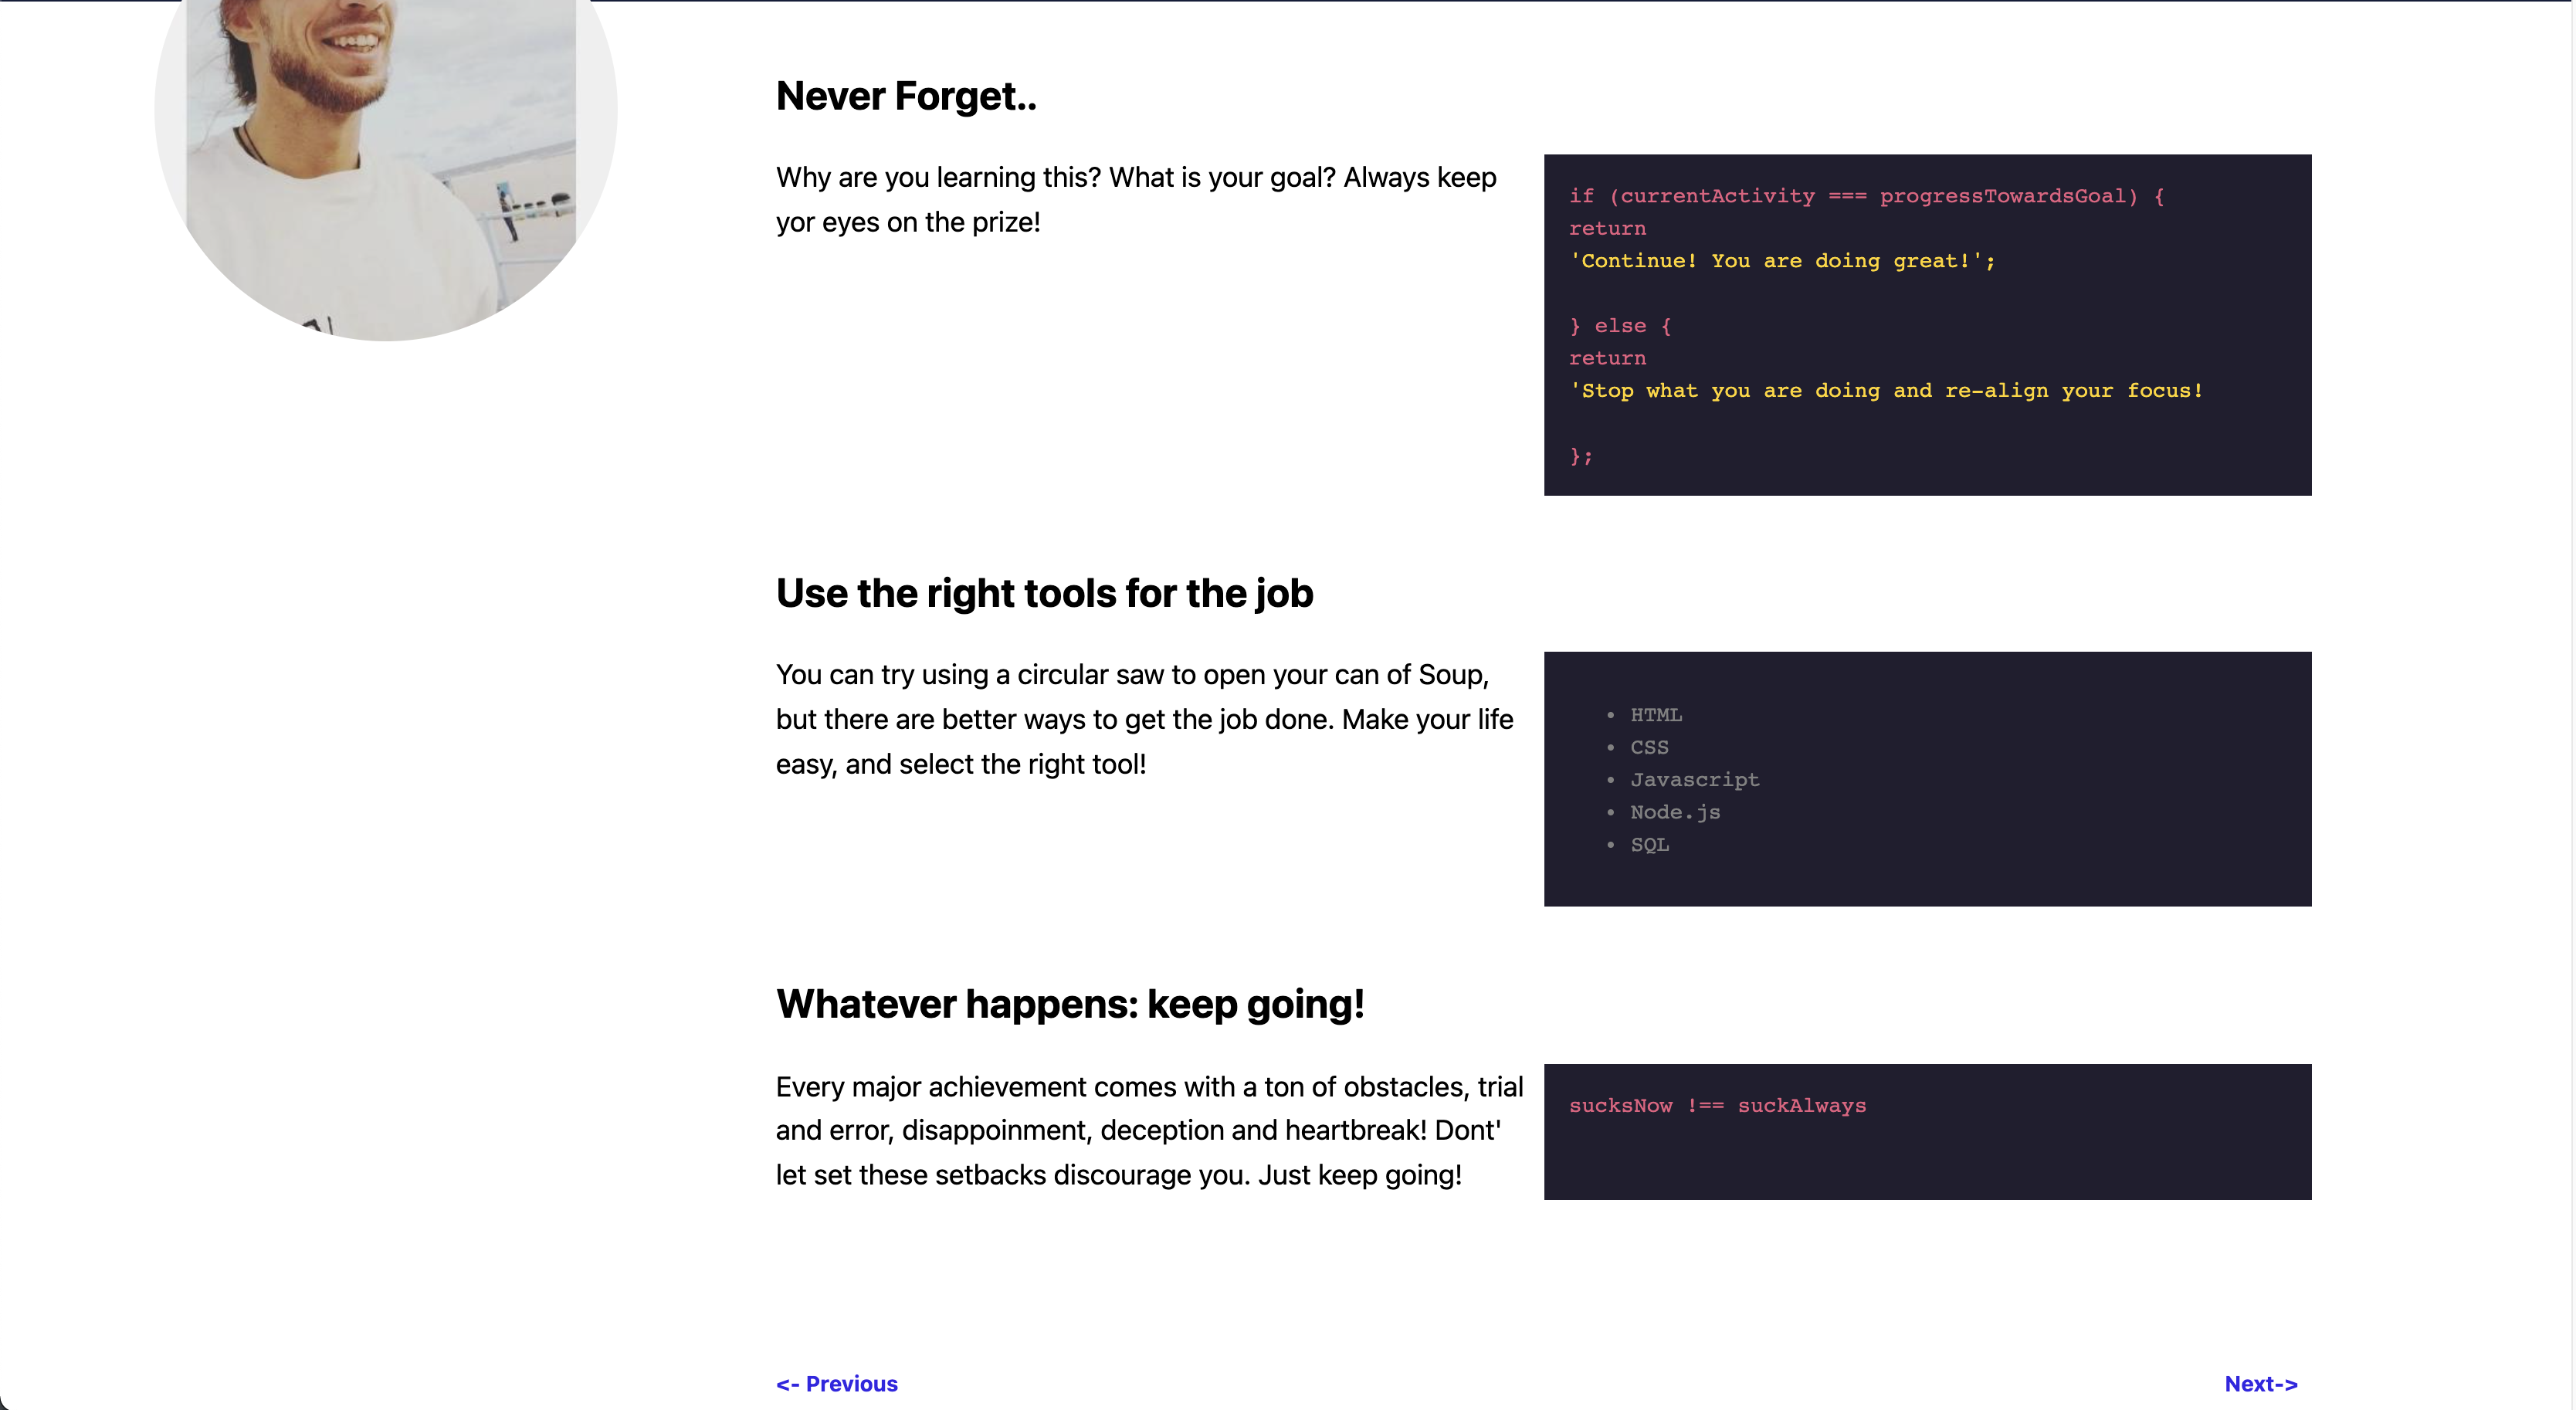 Never Forget..
Why are you learning this? What is your goal? Always keep
yor eyes on the prize!
if (currentActivity === progressTowardsGoal) {
return
'Continue! You are doing great!';
} else {
return
'Stop what you are doing and re-align your focus!
};
Use the right tools for the job
You can try using a circular saw to open your can of Soup,
but there are better ways to get the job done. Make your life
easy, and select the right tool!
• HTML
• CSS
• Javascript
• Node.js
• SQL
Whatever happens: keep going!
Every major achievement comes with a ton of obstacles, trial
and error, disappoinment, deception and heartbreak! Dont'
let set these setbacks discourage you. Just keep going!
sucksNow !== suckAlways
<- Previous
Next->